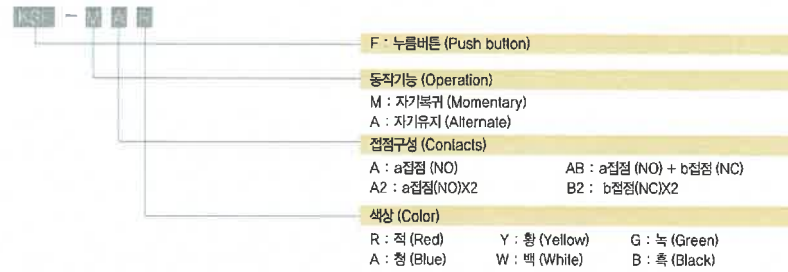 KGF - M A R
F : 누름버튼 (Push button)
동작기능 (Operation)
M : 자기복귀 (Momentary)
A : 자기유지 (Alternate)
접점구성 (Contacts)
A : a접점 (NO) AB : a접점 (NO) + b접점 (NC)
A2 : a접점(NO)X2 B2 : b접점(NC)X2
색상 (Color)
R : 적 (Red) Y : 황 (Yellow) G : 녹 (Green)
A : 청 (Blue) W : 백 (White) B : 흑 (Black)